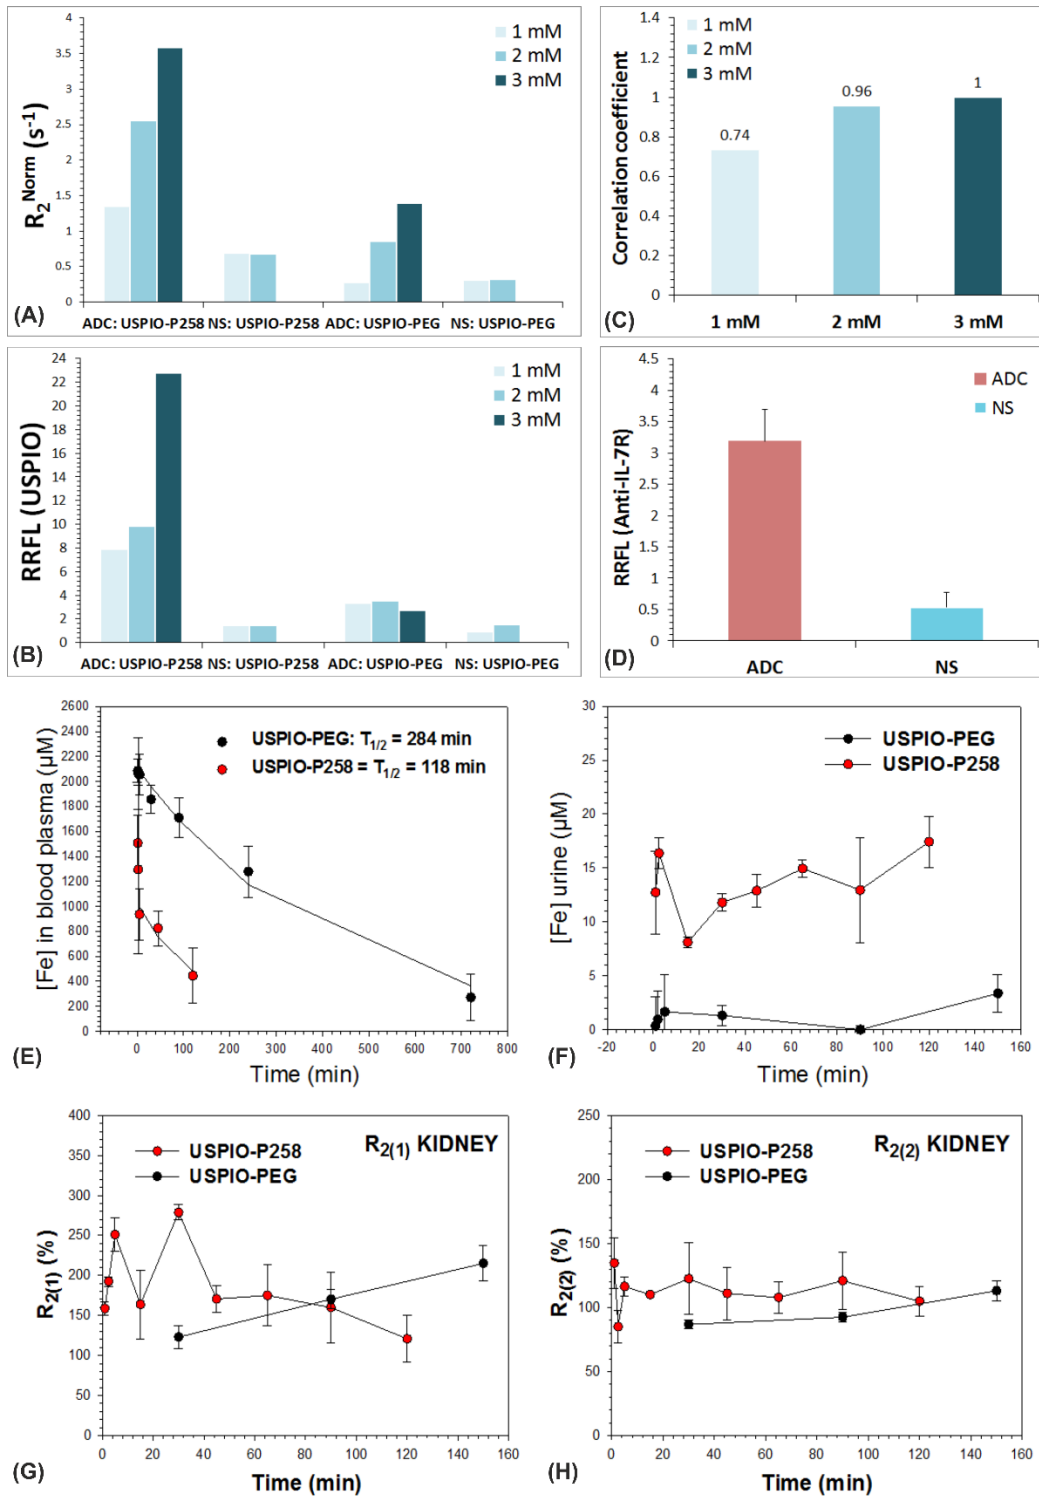 4
3.5
3
2.5
2
1.5
1
0.5
0
R2^Norm (s^-1)
1 mM
2 mM
3 mM
ADC: USPIO-P258 NS: USPIO-P258 ADC: USPIO-PEG NS: USPIO-PEG
(A)
1.4
1.2
1
0.8
0.6
0.4
0.2
0
Correlation coefficient
1 mM
2 mM
3 mM
0.74
0.96
1
1 mM 2 mM 3 mM
(C)
24
22
20
18
16
14
12
10
8
6
4
2
0
RRFL (USPIO)
1 mM
2 mM
3 mM
ADC: USPIO-P258 NS: USPIO-P258 ADC: USPIO-PEG NS: USPIO-PEG
(B)
4.5
4
3.5
3
2.5
2
1.5
1
0.5
0
RRFL (Anti-IL-7R)
ADC
NS
ADC NS
(D)
2600
2400
2200
2000
1800
1600
1400
1200
1000
800
600
400
200
0
[Fe] in blood plasma (µM)
USPIO-PEG: T1/2 = 284 min
USPIO-P258 = T1/2 = 118 min
0 100 200 300 400 500 600 700 800
Time (min)
(E)
30
25
20
15
10
5
0
[Fe] urine (µM)
USPIO-PEG
USPIO-P258
-20 0 20 40 60 80 100 120 140 160
Time (min)
(F)
400
350
300
250
200
150
100
50
0
R2(1) (%)
USPIO-P258
USPIO-PEG
R2(1) KIDNEY
0 20 40 60 80 100 120 140 160
Time (min)
(G)
250
200
150
100
50
0
R2(2) (%)
USPIO-P258
USPIO-PEG
R2(2) KIDNEY
0 20 40 60 80 100 120 140 160
Time (min)
(H)